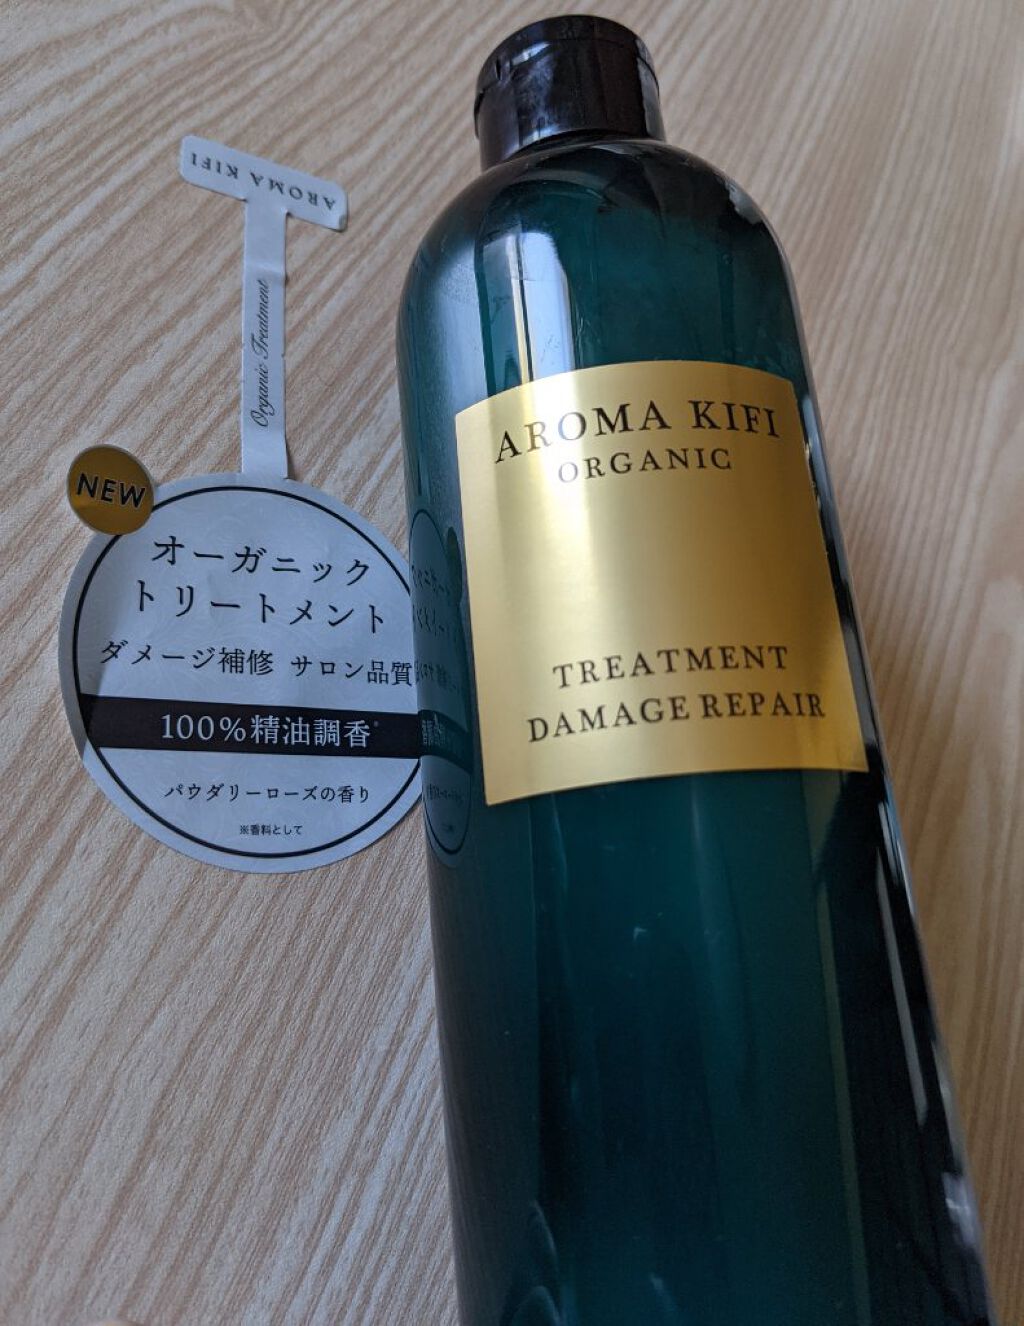 AROMA KIFI
Organic Treatment
NEW
オーガニック
トリートメント
ダメージ補修 サロン品質
100%精油調香※
パウダリーローズの香り
※香料として
AROMA KIFI
ORGANIC
TREATMENT
DAMAGE REPAIR